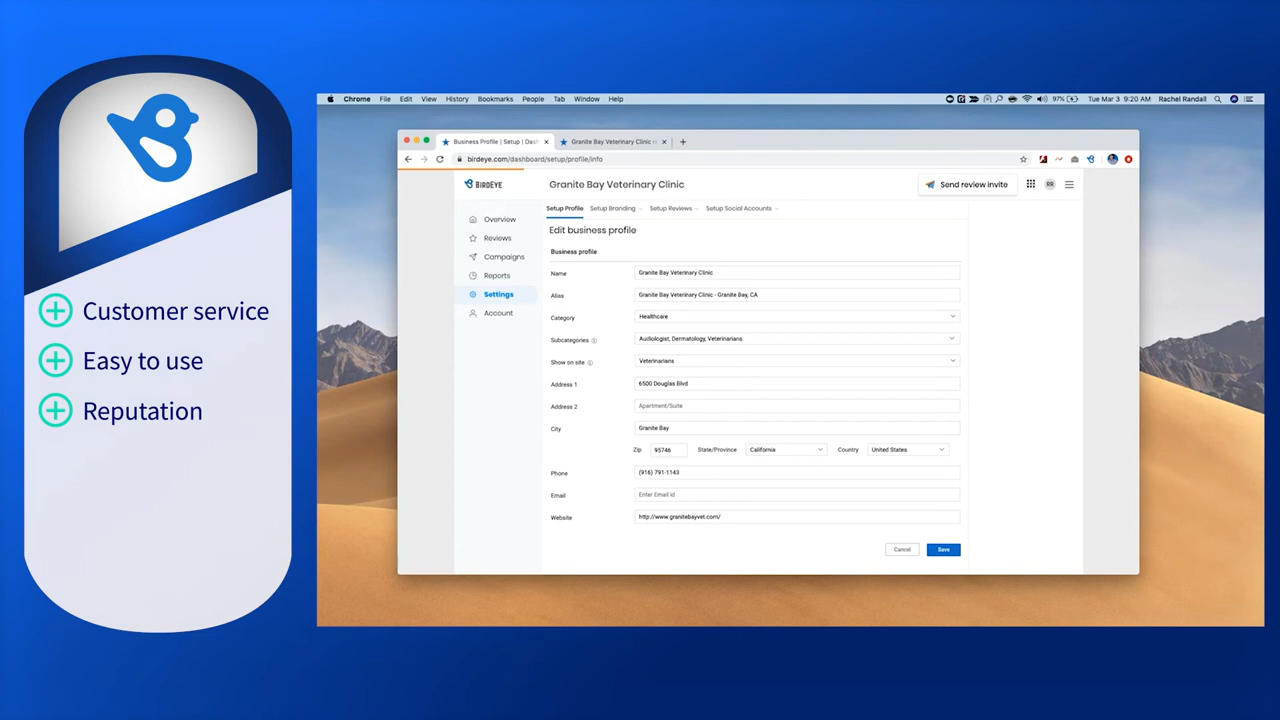 Customer service
Easy to use
Reputation
Chrome File Edit View History Bookmarks People Tab Window Help
97% Tue Mar 3 9:20 AM Rachel Randall
Business Profile | Setup | Dash
Granite Bay Veterinary Clinic
birdeye.com/dashboard/setup/profile/info
BIRDEYE
Granite Bay Veterinary Clinic
Send review invite
RR
Overview
Reviews
Campaigns
Reports
Settings
Account
Setup Profile Setup Branding Setup Reviews Setup Social Accounts
Edit business profile
Business profile
Name Granite Bay Veterinary Clinic
Alias Granite Bay Veterinary Clinic - Granite Bay, CA
Category Healthcare
Subcategories Audiologist, Dermatology, Veterinarians
Show on site Veterinarians
Address 1 6500 Douglas Blvd
Address 2 Apartment/Suite
City Granite Bay
Zip 95746 State/Province California Country United States
Phone (916) 791-1143
Email Enter Email id
Website http://www.granitebayvet.com/
Cancel Save